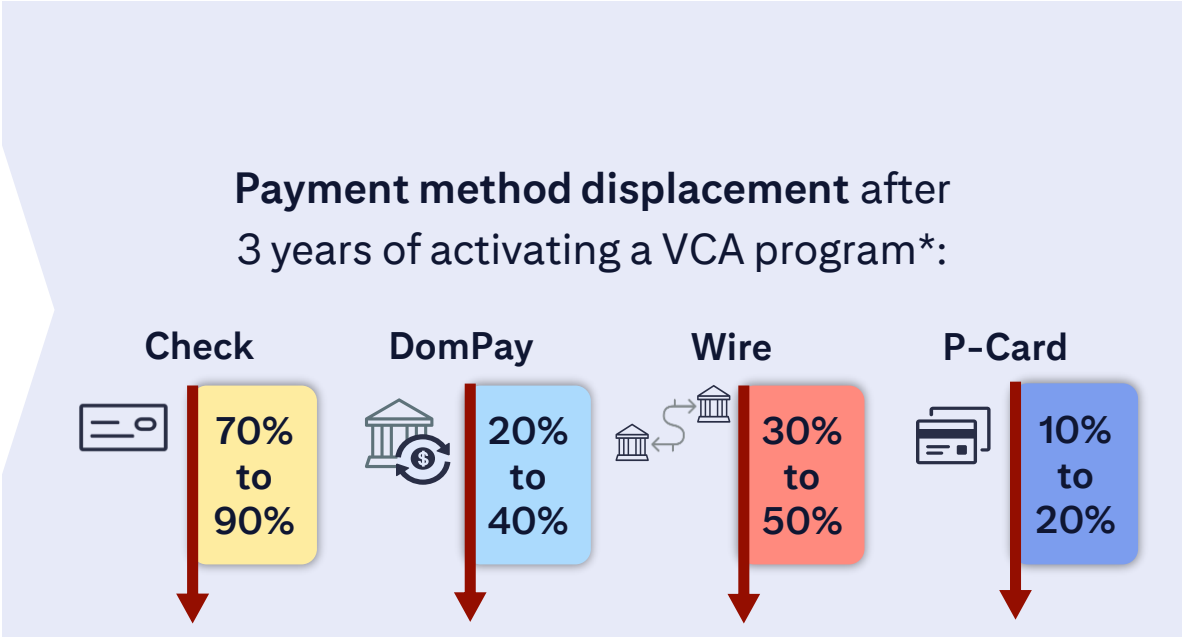 Payment method displacement after
3 years of activating a VCA program*:
Check
DomPay
Wire
P-Card
70%
to
90%
$
20%
to
40%
30%
to
50%
10%
to
20%